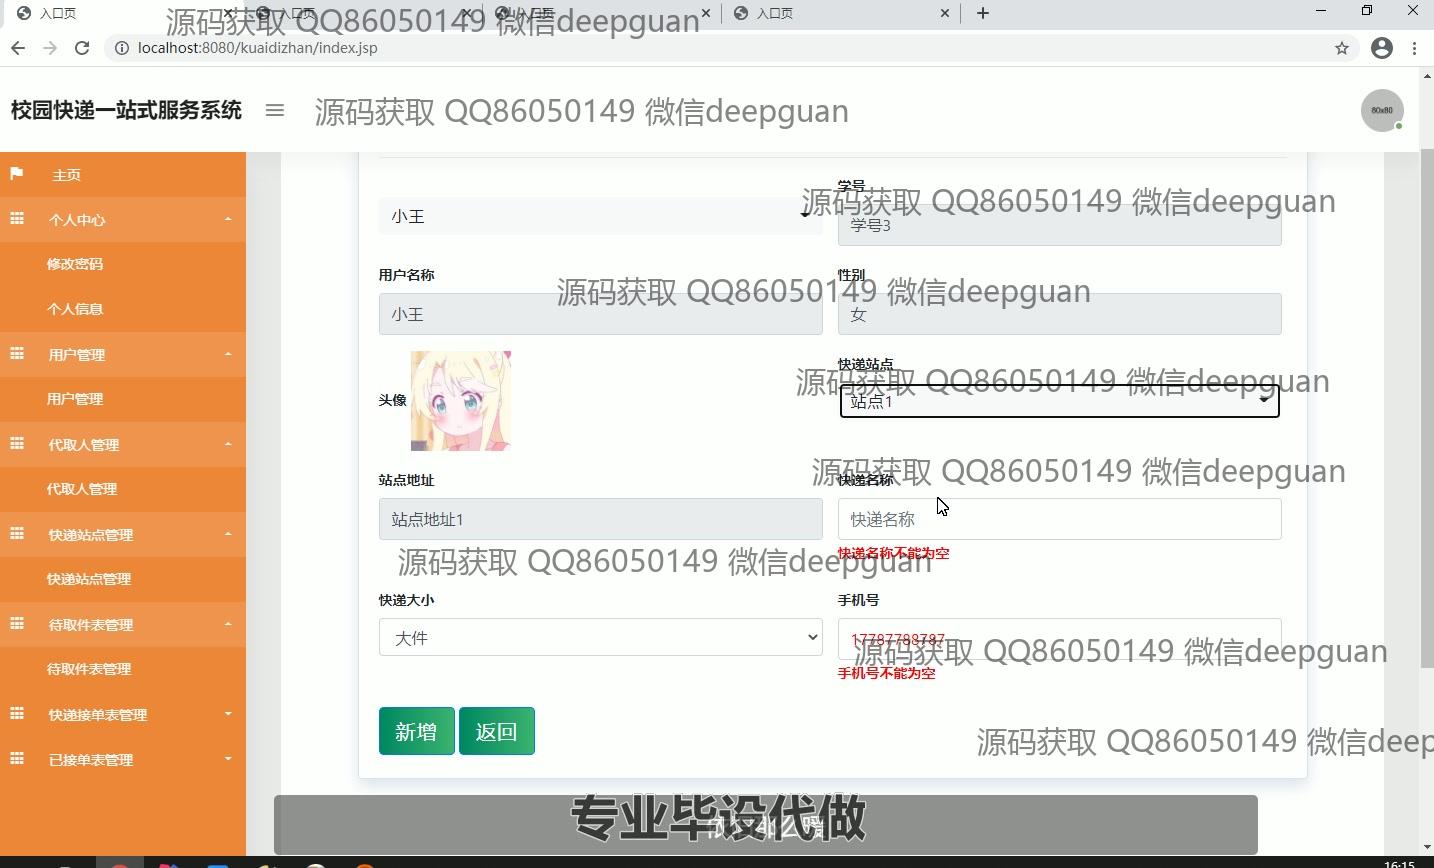 入口页
入口页
入口页
入口页
源码获取 QQ86050149 微信deepguan
localhost:8080/kuaidizhan/index.jsp
校园快递一站式服务系统
源码获取 QQ86050149 微信deepguan
80x80
主页
个人中心
修改密码
个人信息
用户管理
用户管理
代取人管理
代取人管理
快递站点管理
快递站点管理
待取件表管理
待取件表管理
快递接单表管理
已接单表管理
学号
源码获取 QQ86050149 微信deepguan
小王
学号3
用户名称
性别
源码获取 QQ86050149 微信deepguan
小王
女
头像
快递站点
源码获取 QQ86050149 微信deepguan
站点1
站点地址
快递名称
源码获取 QQ86050149 微信deepguan
站点地址1
快递名称
快递名称不能为空
源码获取 QQ86050149 微信deepguan
快递大小
手机号
大件
17787788787
源码获取 QQ86050149 微信deepguan
手机号不能为空
新增
返回
源码获取 QQ86050149 微信deep
专业毕设代做
16:15